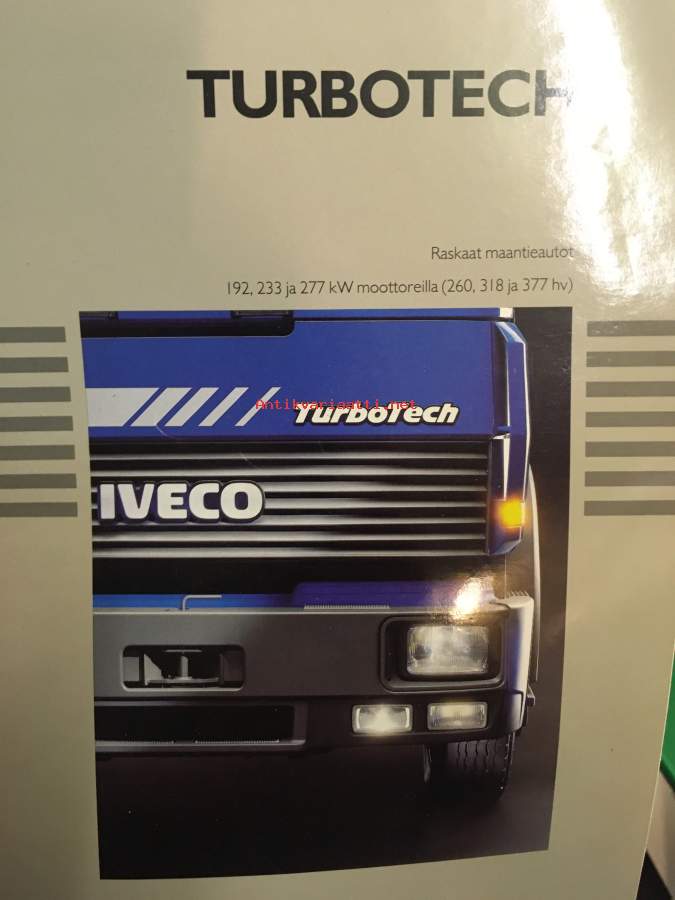 TURBOTECH
Raskaat maantieautot
192, 233 ja 277 kW moottoreilla (260, 318 ja 377 hv)
Antikvariaatti.net
TurboTech
IVECO